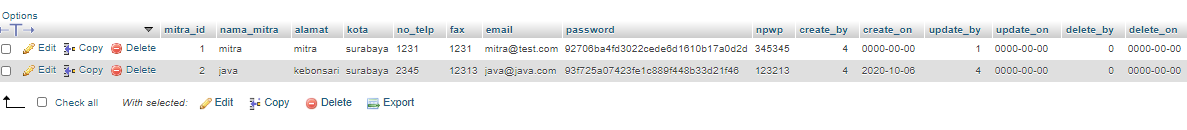 Options
←T→ mitra_id nama_mitra alamat kota no_telp fax email password npwp create_by create_on update_by update_on delete_by delete_on
Edit Copy Delete 1 mitra mitra surabaya 1231 1231 mitra@test.com 92706ba4fd3022cede6d1610b17a0d2d 345345 4 0000-00-00 1 0000-00-00 0 0000-00-00
Edit Copy Delete 2 java kebonsari surabaya 2345 12313 java@java.com 93f725a07423fe1c889f448b33d21f46 123213 4 2020-10-06 4 0000-00-00 0 0000-00-00
Check all With selected: Edit Copy Delete Export